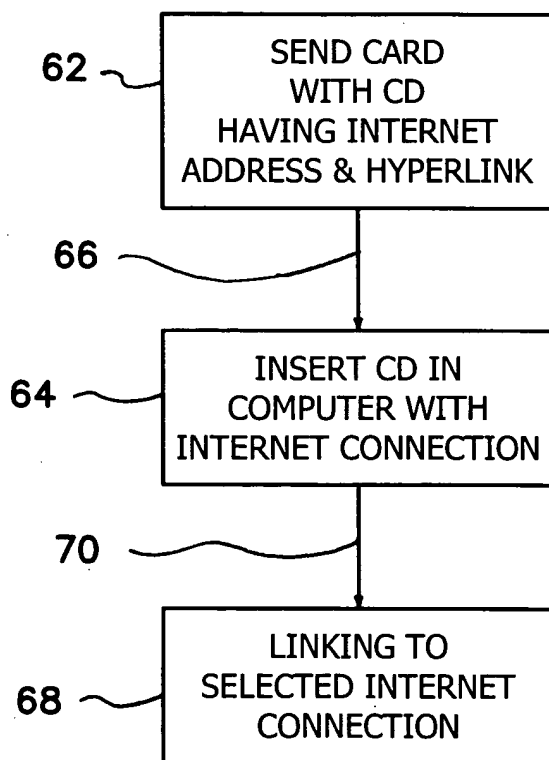 62
SEND CARD
WITH CD
HAVING INTERNET
ADDRESS & HYPERLINK
66
64
INSERT CD IN
COMPUTER WITH
INTERNET CONNECTION
70
68
LINKING TO
SELECTED INTERNET
CONNECTION